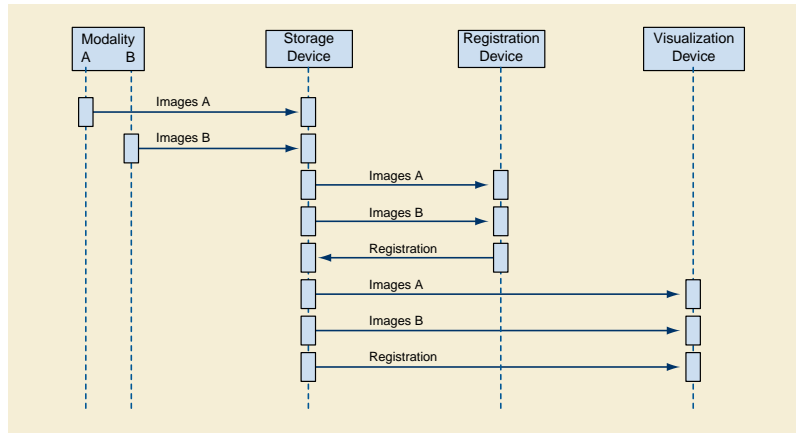 Modality
A B
Storage
Device
Registration
Device
Visualization
Device
Images A
Images B
Images A
Images B
Registration
Images A
Images B
Registration